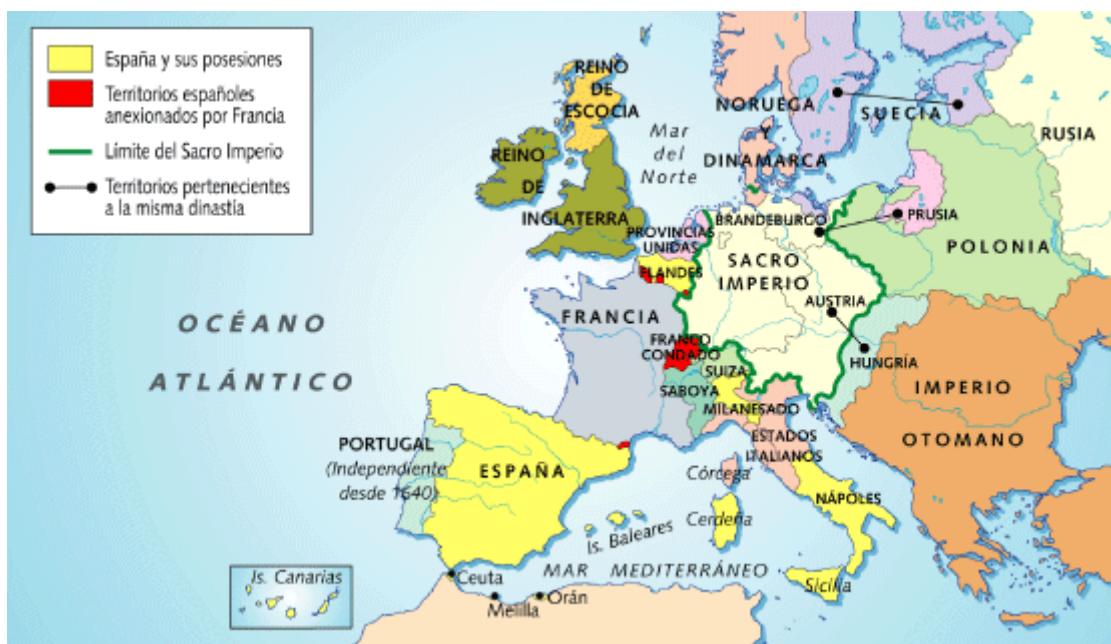 España y sus posesiones
Territorios españoles
anexionados por Francia
Límite del Sacro Imperio
Territorios pertenecientes
a la misma dinastía
REINO
DE
ESCOCIA
REINO
DE
INGLATERRA
Mar
del
Norte
NORUEGA
Y
DINAMARCA
SUECIA
RUSIA
PROVINCIAS
UNIDAS
BRANDEBURGO
PRUSIA
POLONIA
FLANDES
SACRO
IMPERIO
AUSTRIA
HUNGRÍA
OCÉANO
ATLÁNTICO
FRANCIA
FRANCO
CONDADO
SUIZA
SABOYA
MILANESADO
ESTADOS
ITALIANOS
IMPERIO
OTOMANO
PORTUGAL
(Independiente
desde 1640)
ESPAÑA
Córcega
Cerdeña
NÁPOLES
Is. Baleares
MAR MEDITERRÁNEO
Sicilia
Is. Canarias
Ceuta
Melilla
Orán